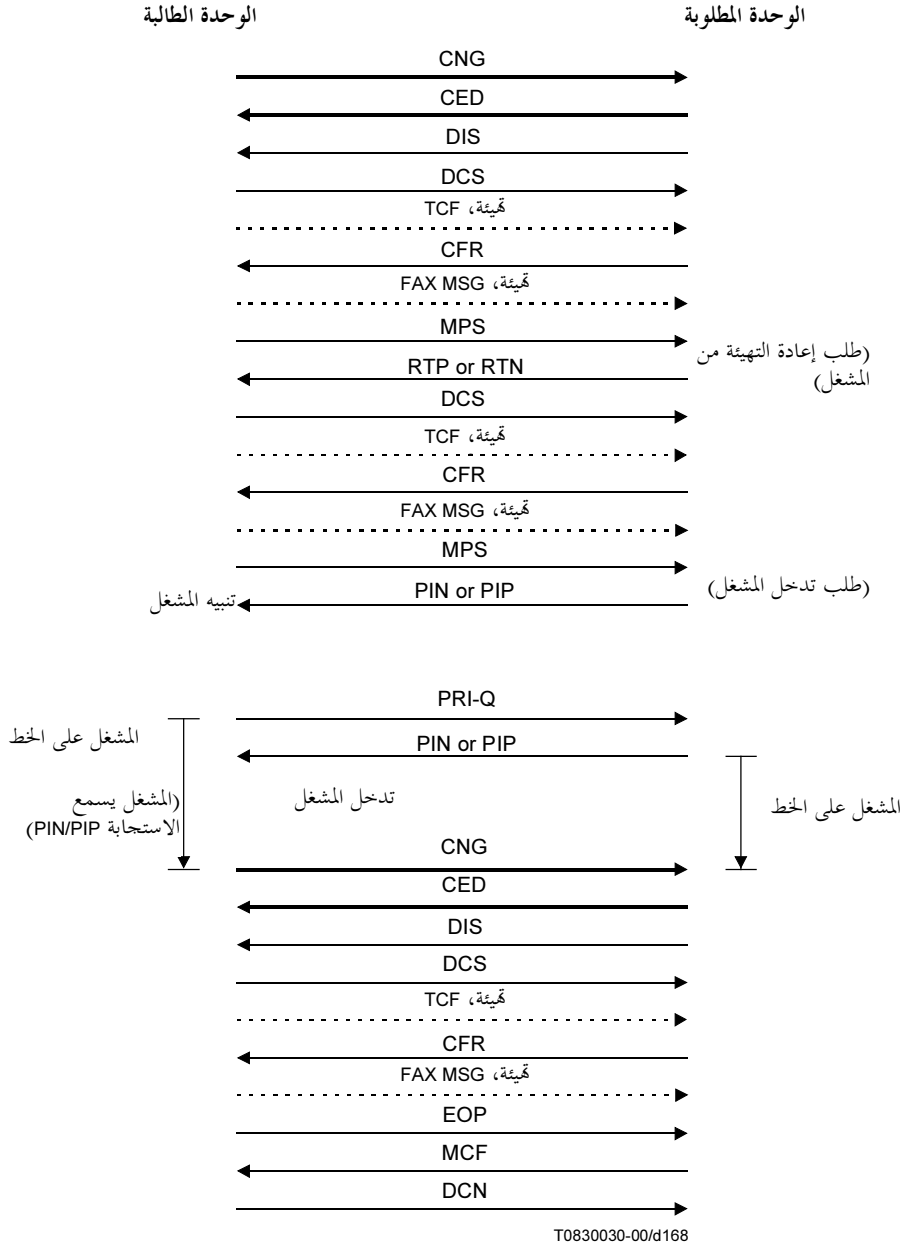 الوحدة الطالبة
الوحدة المطلوبة
CNG
CED
DIS
DCS
تهيئة، TCF
CFR
تهيئة، FAX MSG
MPS
RTP or RTN
(طلب إعادة التهيئة من
المشغل)
DCS
تهيئة، TCF
CFR
تهيئة، FAX MSG
MPS
PIN or PIP
(طلب تدخل المشغل)
تنبيه المشغل
PRI-Q
المشغل على الخط
PIN or PIP
(المشغل يسمع
الاستجابة PIN/PIP)
تدخل المشغل
المشغل على الخط
CNG
CED
DIS
DCS
تهيئة، TCF
CFR
تهيئة، FAX MSG
EOP
MCF
DCN
T0830030-00/d168